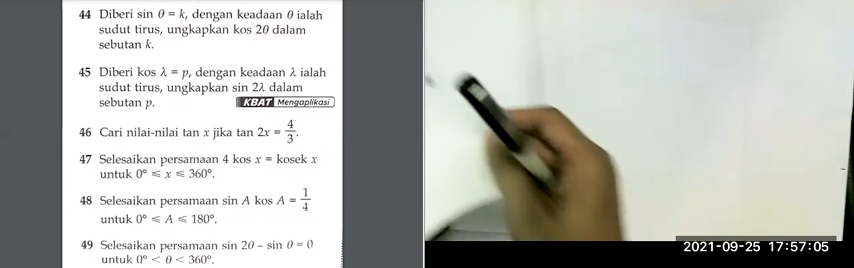 44 Diberi sin θ = k, dengan keadaan θ ialah
sudut tirus, ungkapkan kos 2θ dalam
sebutan k.
45 Diberi kos λ = p, dengan keadaan λ ialah
sudut tirus, ungkapkan sin 2λ dalam
sebutan p.
KBAT Mengaplikasi
46 Cari nilai-nilai tan x jika tan 2x = 4/3.
47 Selesaikan persamaan 4 kos x = kosek x
untuk 0° ⩽ x ⩽ 360°.
48 Selesaikan persamaan sin A kos A = 1/4
untuk 0° ⩽ A ⩽ 180°.
49 Selesaikan persamaan sin 2θ – sin θ = 0
untuk 0° < θ < 360°.
2021-09-25 17:57:05